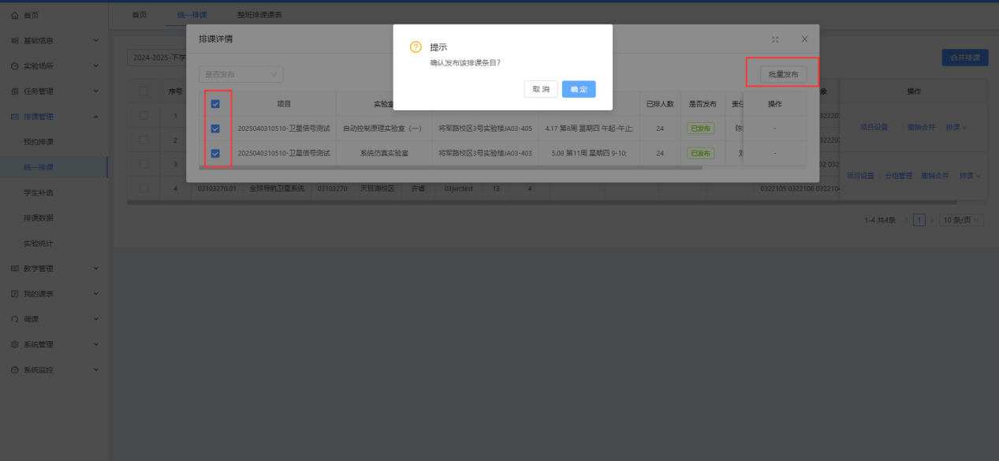 首页
基础信息
实验场所
任务管理
排课管理
预约排课
统一排课
学生补选
排课数据
实验统计
教学管理
我的课表
调课
系统管理
系统监控
首页 统一排课 整班排课课表
2024-2025-下学
合并排课
序号 象 操作
1 32220
项目设置 撤销合并 排课
2 32220
3 02 032
项目设置 分组管理 撤销合并 排课
4 03103270.01 全球导航卫星系统 03103270 天目湖校区 许睿 03jwctest 13 4 0322105 0322106 032210
1-4 共4条 < 1 > 10 条/页
排课详情
是否发布
批量发布
项目 实验室 已排人数 是否发布 责任 操作
2025040310510-卫星信号测试 自动控制原理实验室（一） 将军路校区3号实验楼JA03-405 4.17 第8周 星期四 午起-午止; 24 已发布 陈 -
2025040310510-卫星信号测试 系统仿真实验室 将军路校区3号实验楼JA03-403 5.08 第11周 星期四 9-10; 24 已发布 -
提示
确认发布该排课条目？
取 消 确 定